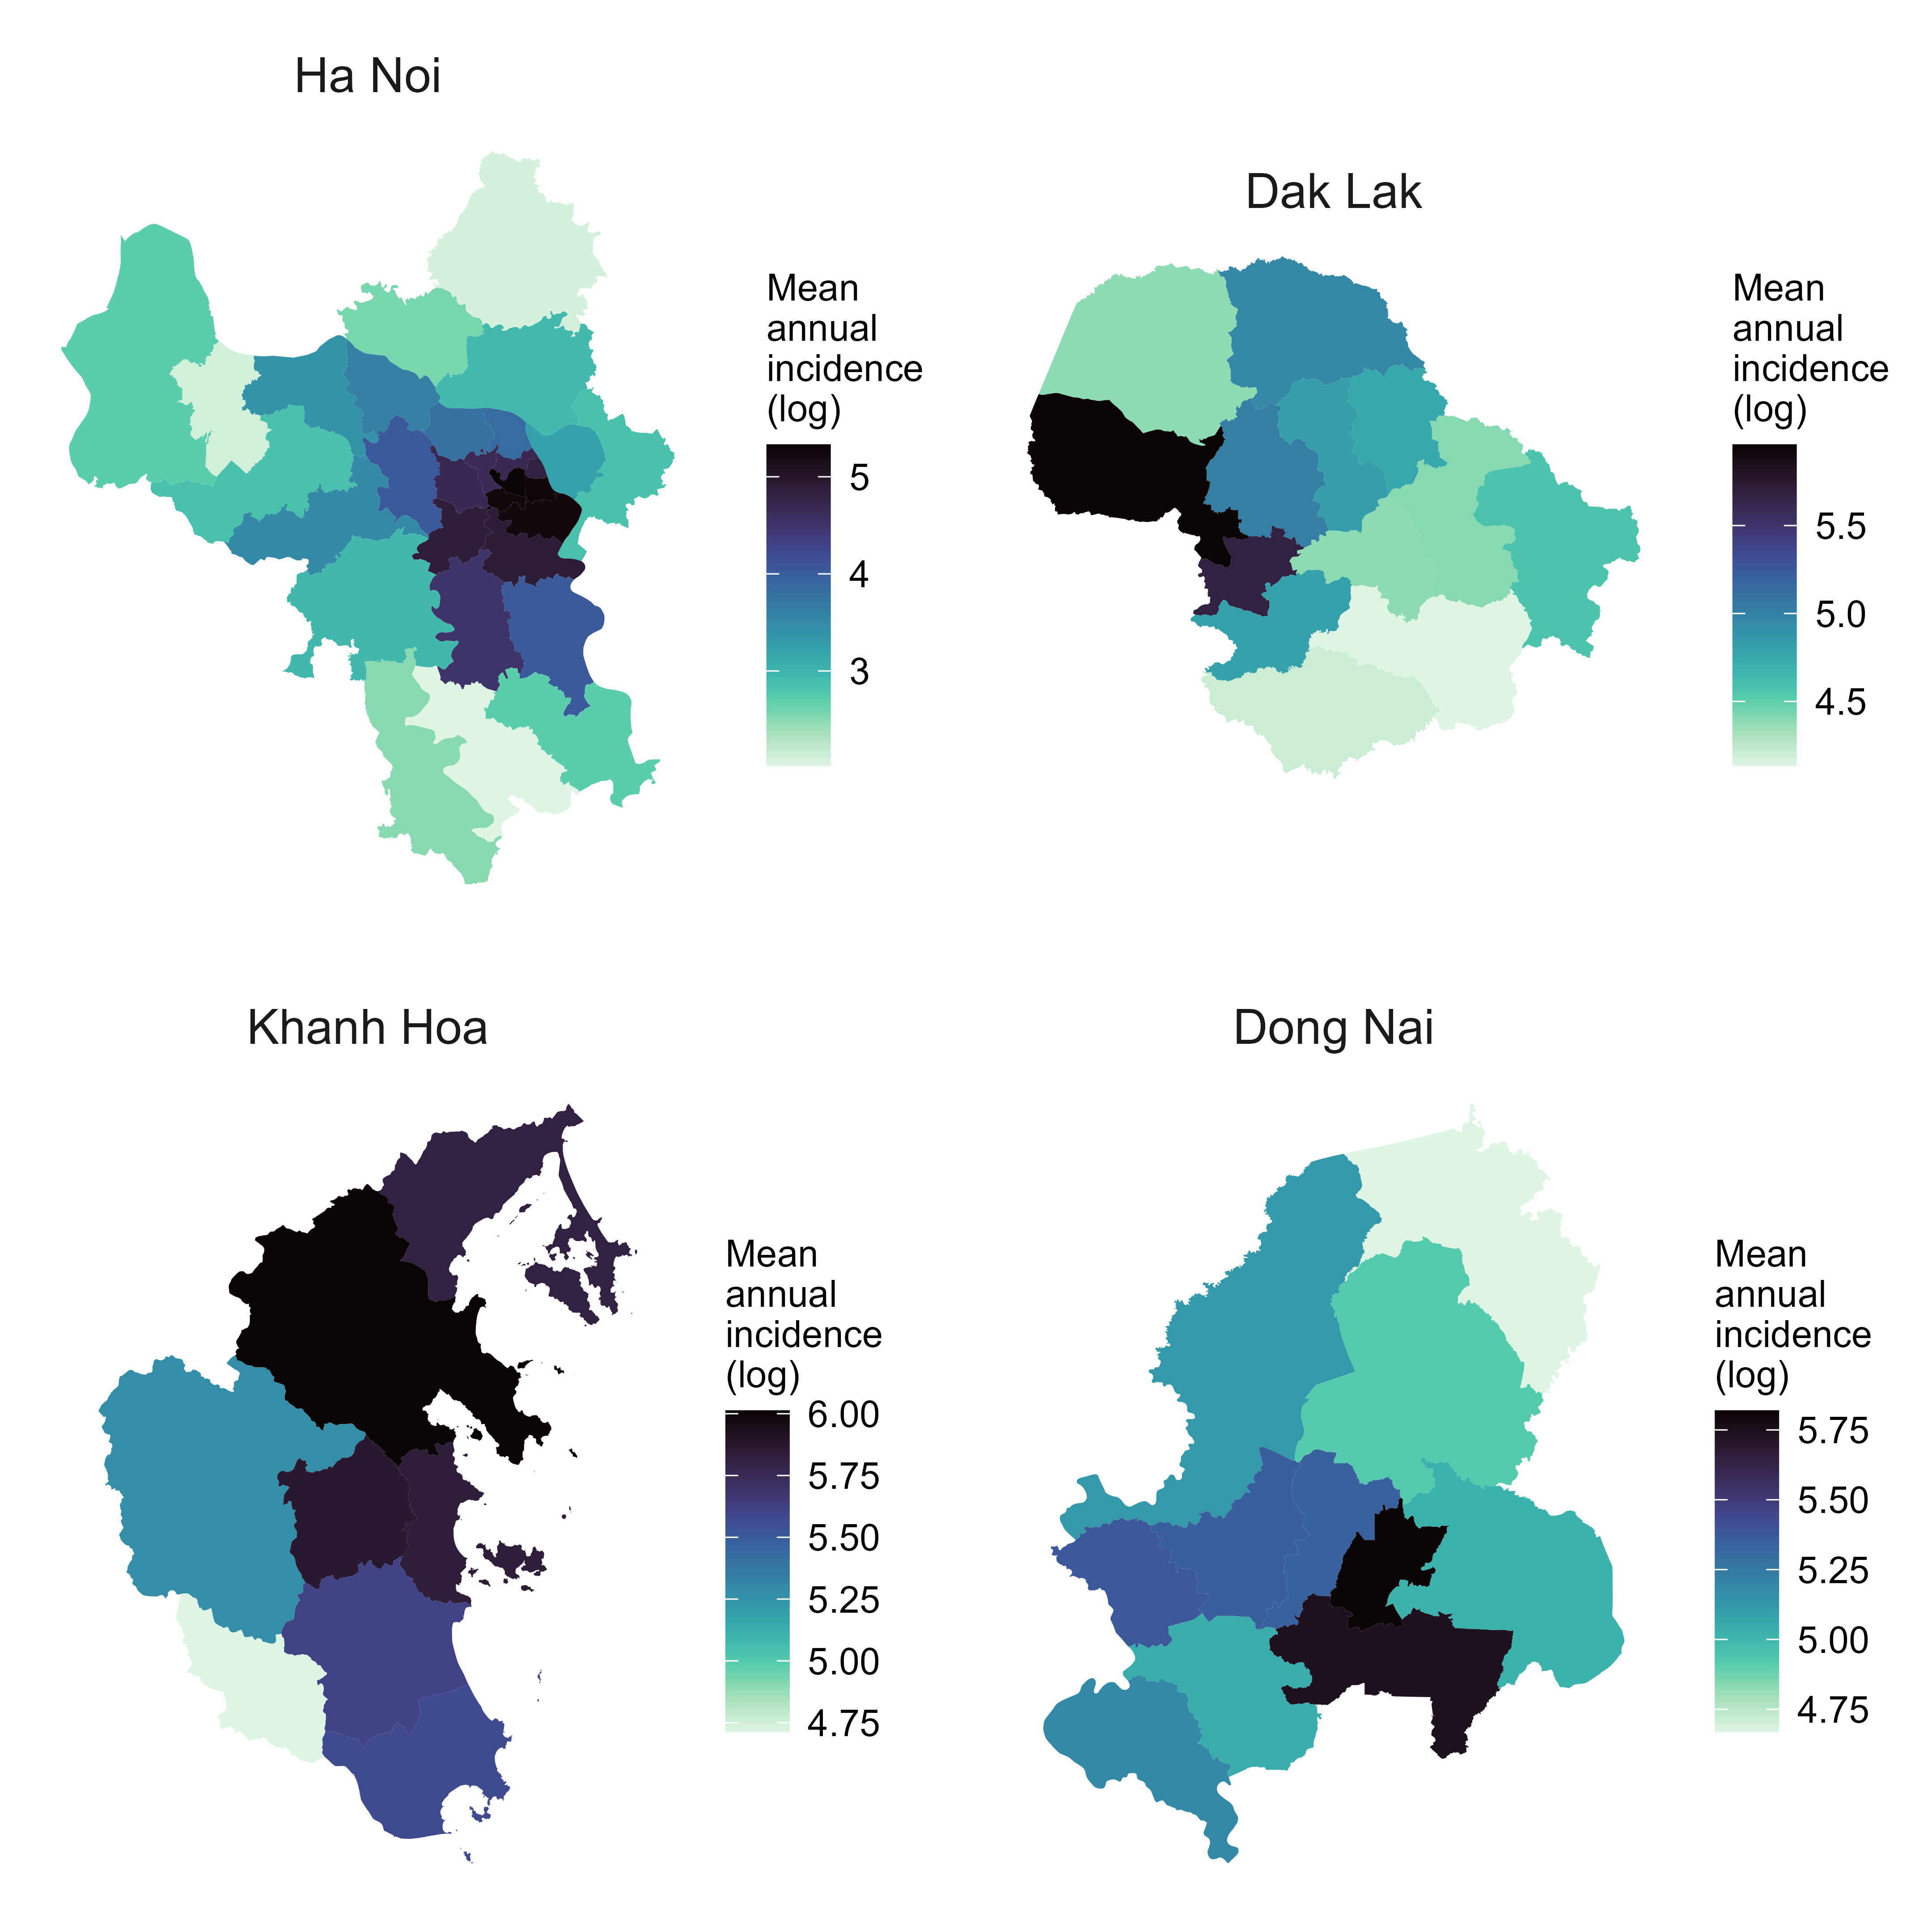 Ha Noi
Mean
annual
incidence
(log)
5
4
3
Dak Lak
Mean
annual
incidence
(log)
5.5
5.0
4.5
Khanh Hoa
Mean
annual
incidence
(log)
6.00
5.75
5.50
5.25
5.00
4.75
Dong Nai
Mean
annual
incidence
(log)
5.75
5.50
5.25
5.00
4.75